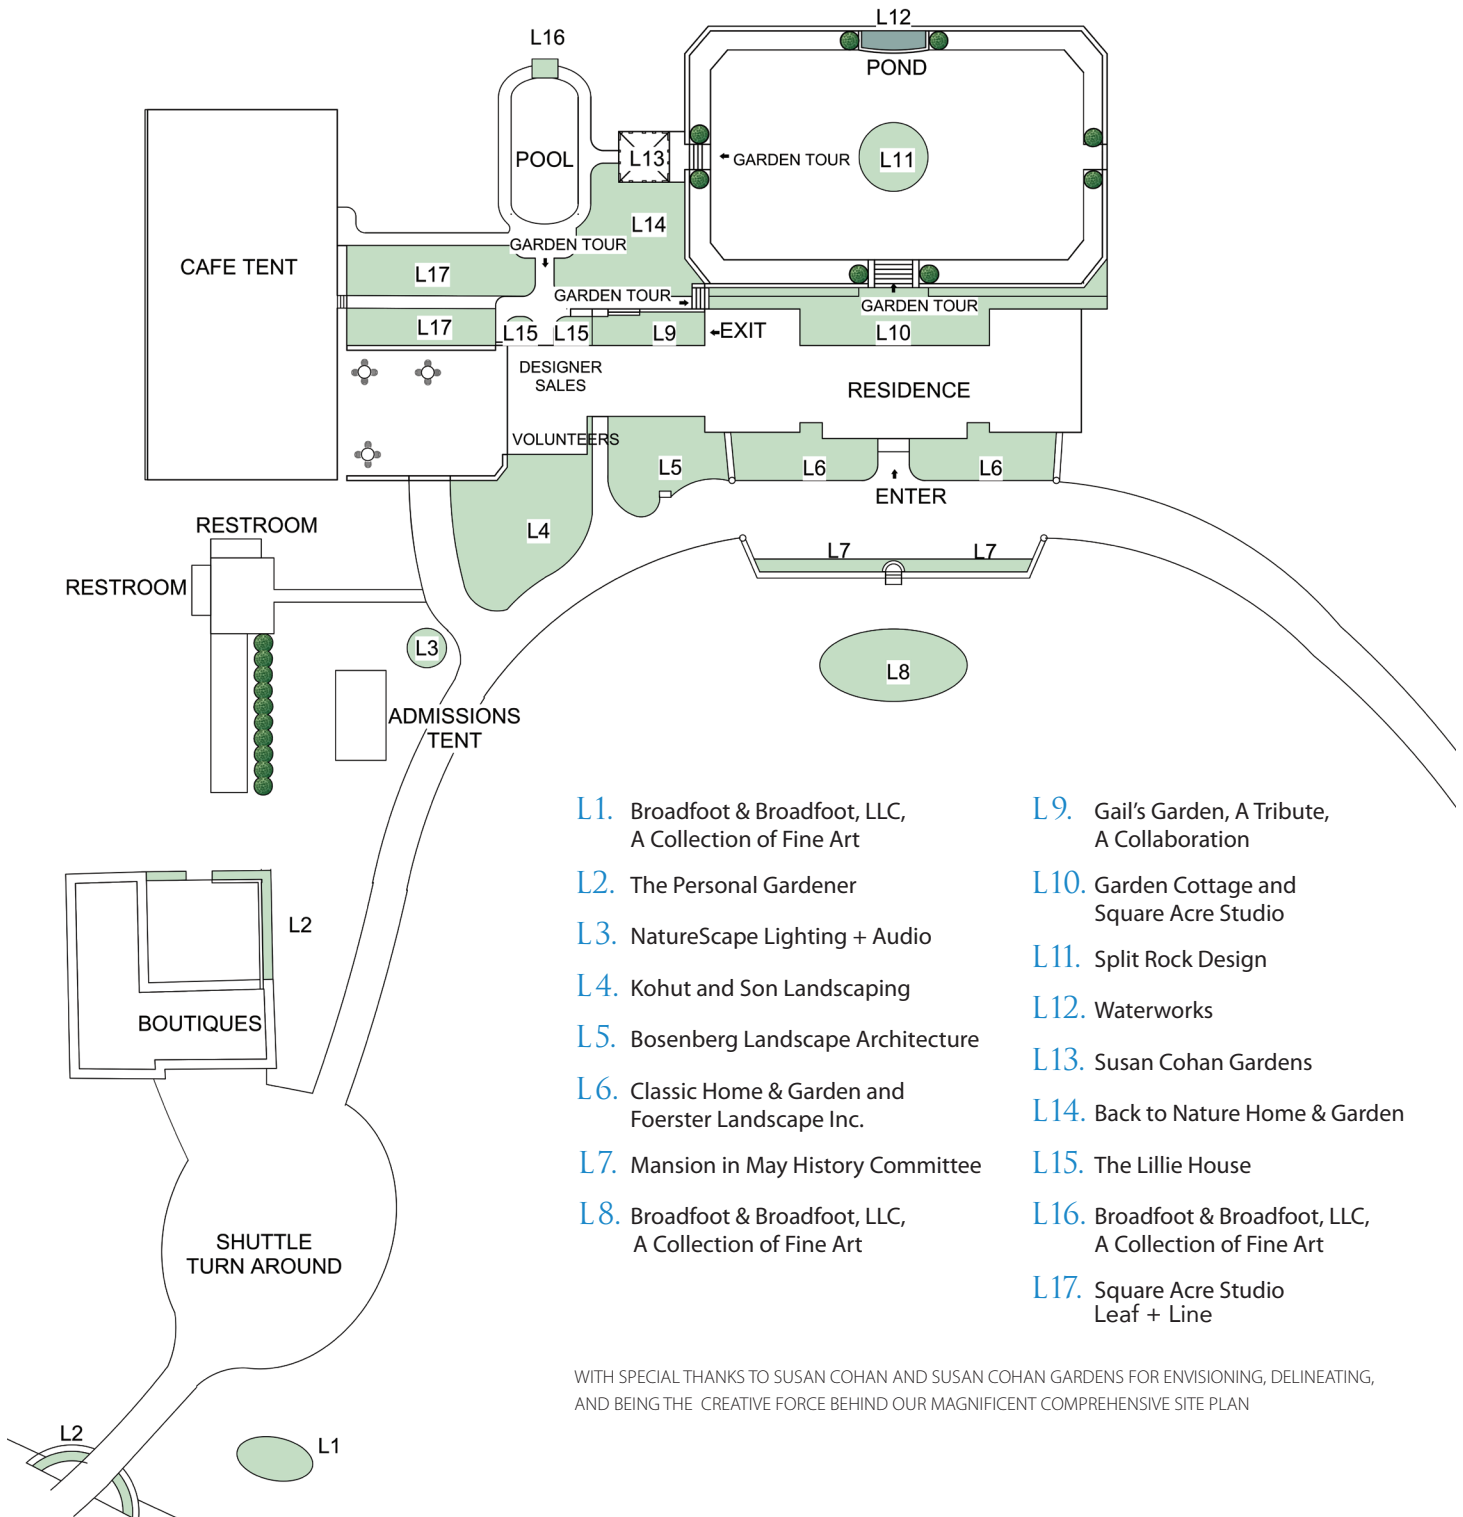 L12
L16
POND
POOL
L13
GARDEN TOUR
L11
L14
GARDEN TOUR
CAFE TENT
L17
GARDEN TOUR
GARDEN TOUR
L17
L15
L15
L9
EXIT
L10
DESIGNER
SALES
RESIDENCE
VOLUNTEERS
L5
L6
L6
ENTER
RESTROOM
L4
L7
L7
RESTROOM
L3
L8
ADMISSIONS
TENT
L2
BOUTIQUES
SHUTTLE
TURN AROUND
L2
L1
L1. Broadfoot & Broadfoot, LLC,
A Collection of Fine Art
L2. The Personal Gardener
L3. NatureScape Lighting + Audio
L4. Kohut and Son Landscaping
L5. Bosenberg Landscape Architecture
L6. Classic Home & Garden and
Foerster Landscape Inc.
L7. Mansion in May History Committee
L8. Broadfoot & Broadfoot, LLC,
A Collection of Fine Art
L9. Gail's Garden, A Tribute,
A Collaboration
L10. Garden Cottage and
Square Acre Studio
L11. Split Rock Design
L12. Waterworks
L13. Susan Cohan Gardens
L14. Back to Nature Home & Garden
L15. The Lillie House
L16. Broadfoot & Broadfoot, LLC,
A Collection of Fine Art
L17. Square Acre Studio
Leaf + Line
WITH SPECIAL THANKS TO SUSAN COHAN AND SUSAN COHAN GARDENS FOR ENVISIONING, DELINEATING,
AND BEING THE CREATIVE FORCE BEHIND OUR MAGNIFICENT COMPREHENSIVE SITE PLAN